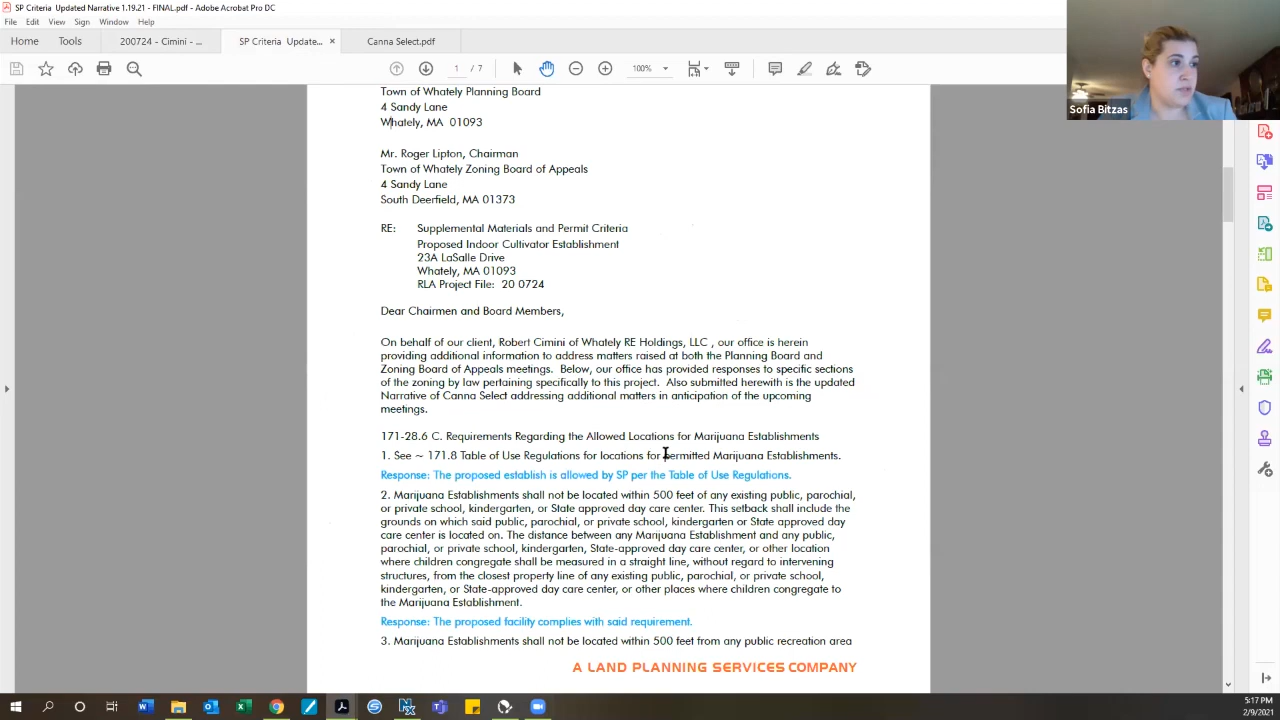 SP Criteria Updated Narrative 1.19.21 - FINAL.pdf - Adobe Acrobat Pro DC
File Edit View Sign Window Help
Home Tools 200724 - Cimini - ... SP Criteria Update... × Canna Select.pdf
1 / 7 100%
Sofia Bitzas
Town of Whately Planning Board
4 Sandy Lane
Whately, MA 01093
Mr. Roger Lipton, Chairman
Town of Whately Zoning Board of Appeals
4 Sandy Lane
South Deerfield, MA 01373
RE: Supplemental Materials and Permit Criteria
Proposed Indoor Cultivator Establishment
23A LaSalle Drive
Whately, MA 01093
RLA Project File: 20 0724
Dear Chairmen and Board Members,
On behalf of our client, Robert Cimini of Whately RE Holdings, LLC , our office is herein
providing additional information to address matters raised at both the Planning Board and
Zoning Board of Appeals meetings. Below, our office has provided responses to specific sections
of the zoning by law pertaining specifically to this project. Also submitted herewith is the updated
Narrative of Canna Select addressing additional matters in anticipation of the upcoming
meetings.
171-28.6 C. Requirements Regarding the Allowed Locations for Marijuana Establishments
1. See ~ 171.8 Table of Use Regulations for locations for permitted Marijuana Establishments.
Response: The proposed establish is allowed by SP per the Table of Use Regulations.
2. Marijuana Establishments shall not be located within 500 feet of any existing public, parochial,
or private school, kindergarten, or State approved day care center. This setback shall include the
grounds on which said public, parochial, or private school, kindergarten or State approved day
care center is located on. The distance between any Marijuana Establishment and any public,
parochial, or private school, kindergarten, State-approved day care center, or other location
where children congregate shall be measured in a straight line, without regard to intervening
structures, from the closest property line of any existing public, parochial, or private school,
kindergarten, or State-approved day care center, or other places where children congregate to
the Marijuana Establishment.
Response: The proposed facility complies with said requirement.
3. Marijuana Establishments shall not be located within 500 feet from any public recreation area
A LAND PLANNING SERVICES COMPANY
5:17 PM
2/9/2021